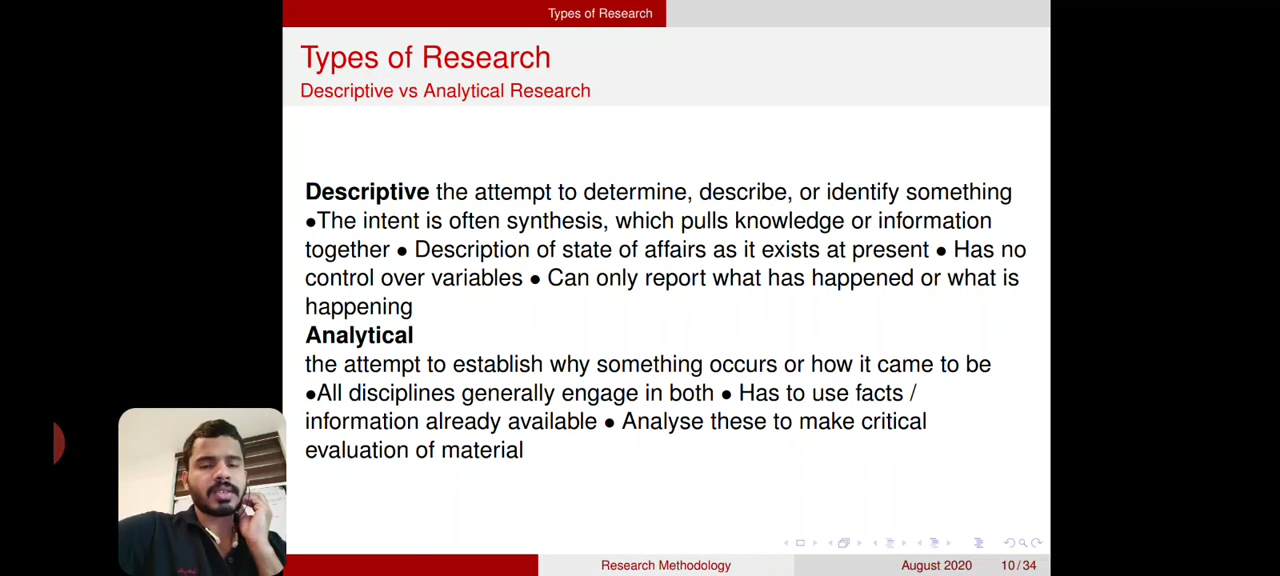 Types of Research
Types of Research
Descriptive vs Analytical Research
Descriptive the attempt to determine, describe, or identify something
●The intent is often synthesis, which pulls knowledge or information
together ● Description of state of affairs as it exists at present ● Has no
control over variables ● Can only report what has happened or what is
happening
Analytical
the attempt to establish why something occurs or how it came to be
●All disciplines generally engage in both ● Has to use facts /
information already available ● Analyse these to make critical
evaluation of material
Research Methodology August 2020 10/34